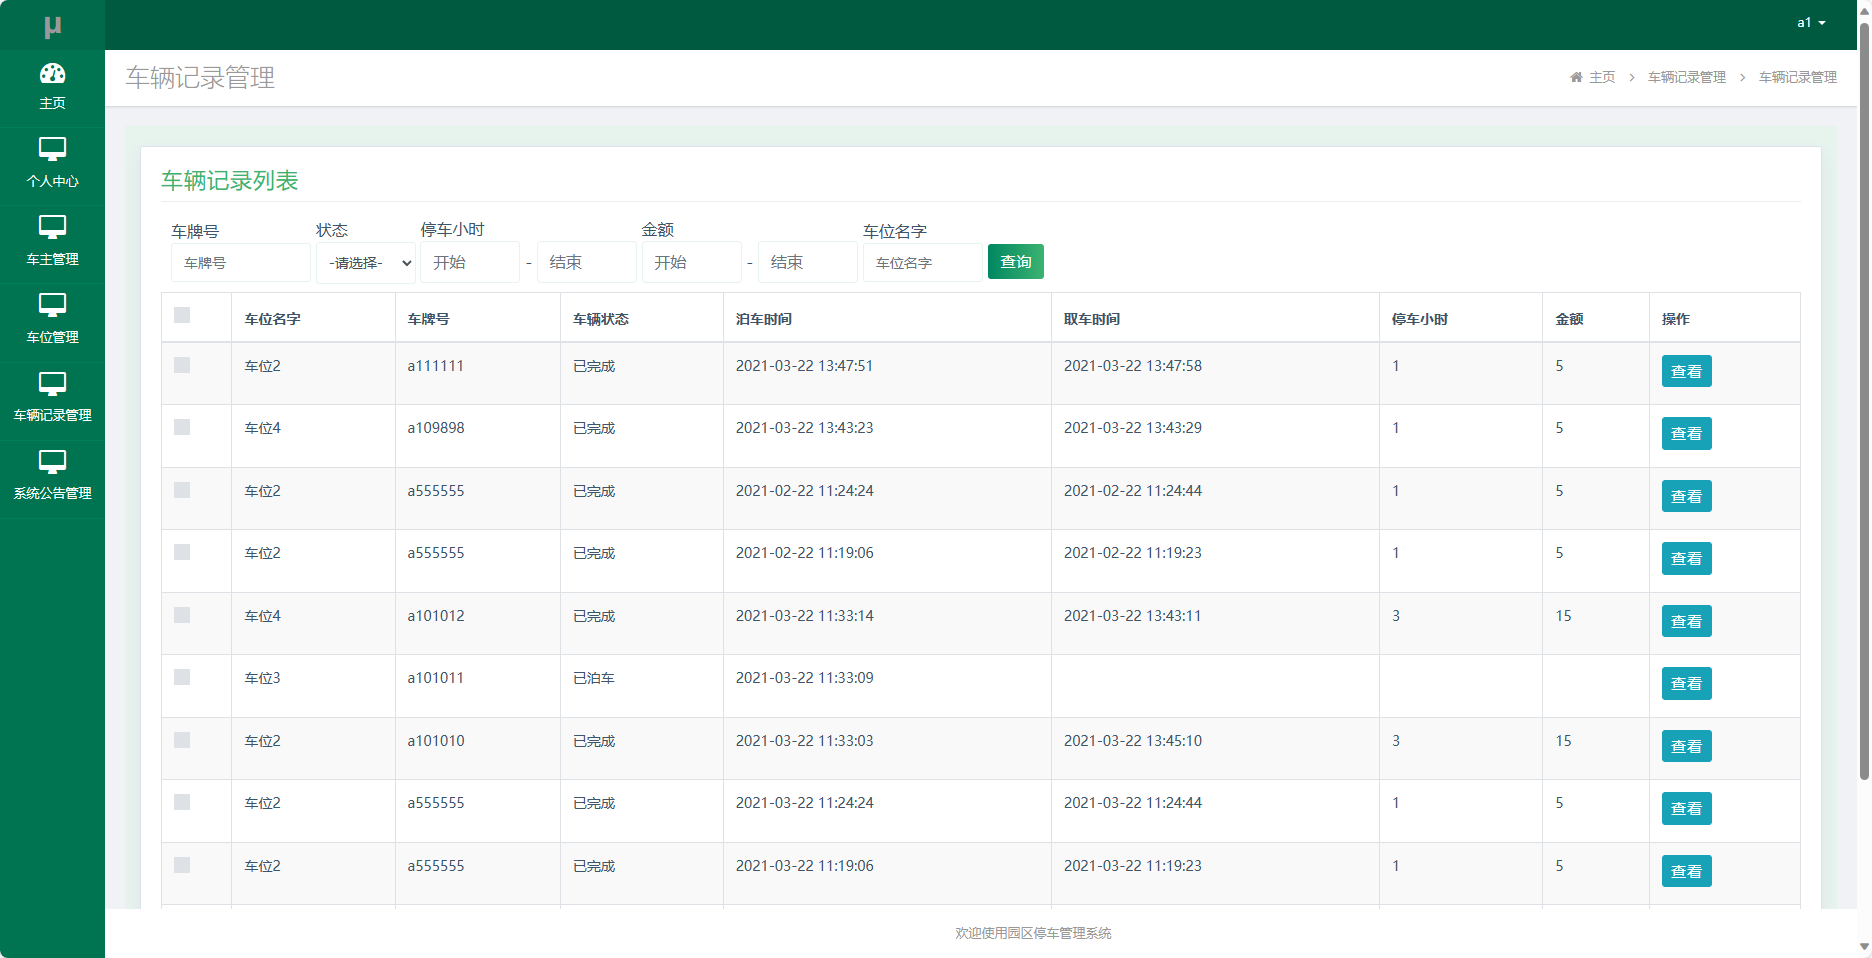 µ
a1
主页
个人中心
车主管理
车位管理
车辆记录管理
系统公告管理
车辆记录管理
主页 > 车辆记录管理 > 车辆记录管理
车辆记录列表
车牌号 状态 停车小时 金额 车位名字
车牌号 -请选择- 开始 - 结束 开始 - 结束 车位名字 查询
车位名字 车牌号 车辆状态 泊车时间 取车时间 停车小时 金额 操作
车位2 a111111 已完成 2021-03-22 13:47:51 2021-03-22 13:47:58 1 5 查看
车位4 a109898 已完成 2021-03-22 13:43:23 2021-03-22 13:43:29 1 5 查看
车位2 a555555 已完成 2021-02-22 11:24:24 2021-02-22 11:24:44 1 5 查看
车位2 a555555 已完成 2021-02-22 11:19:06 2021-02-22 11:19:23 1 5 查看
车位4 a101012 已完成 2021-03-22 11:33:14 2021-03-22 13:43:11 3 15 查看
车位3 a101011 已泊车 2021-03-22 11:33:09 查看
车位2 a101010 已完成 2021-03-22 11:33:03 2021-03-22 13:45:10 3 15 查看
车位2 a555555 已完成 2021-03-22 11:24:24 2021-03-22 11:24:44 1 5 查看
车位2 a555555 已完成 2021-03-22 11:19:06 2021-03-22 11:19:23 1 5 查看
欢迎使用园区停车管理系统